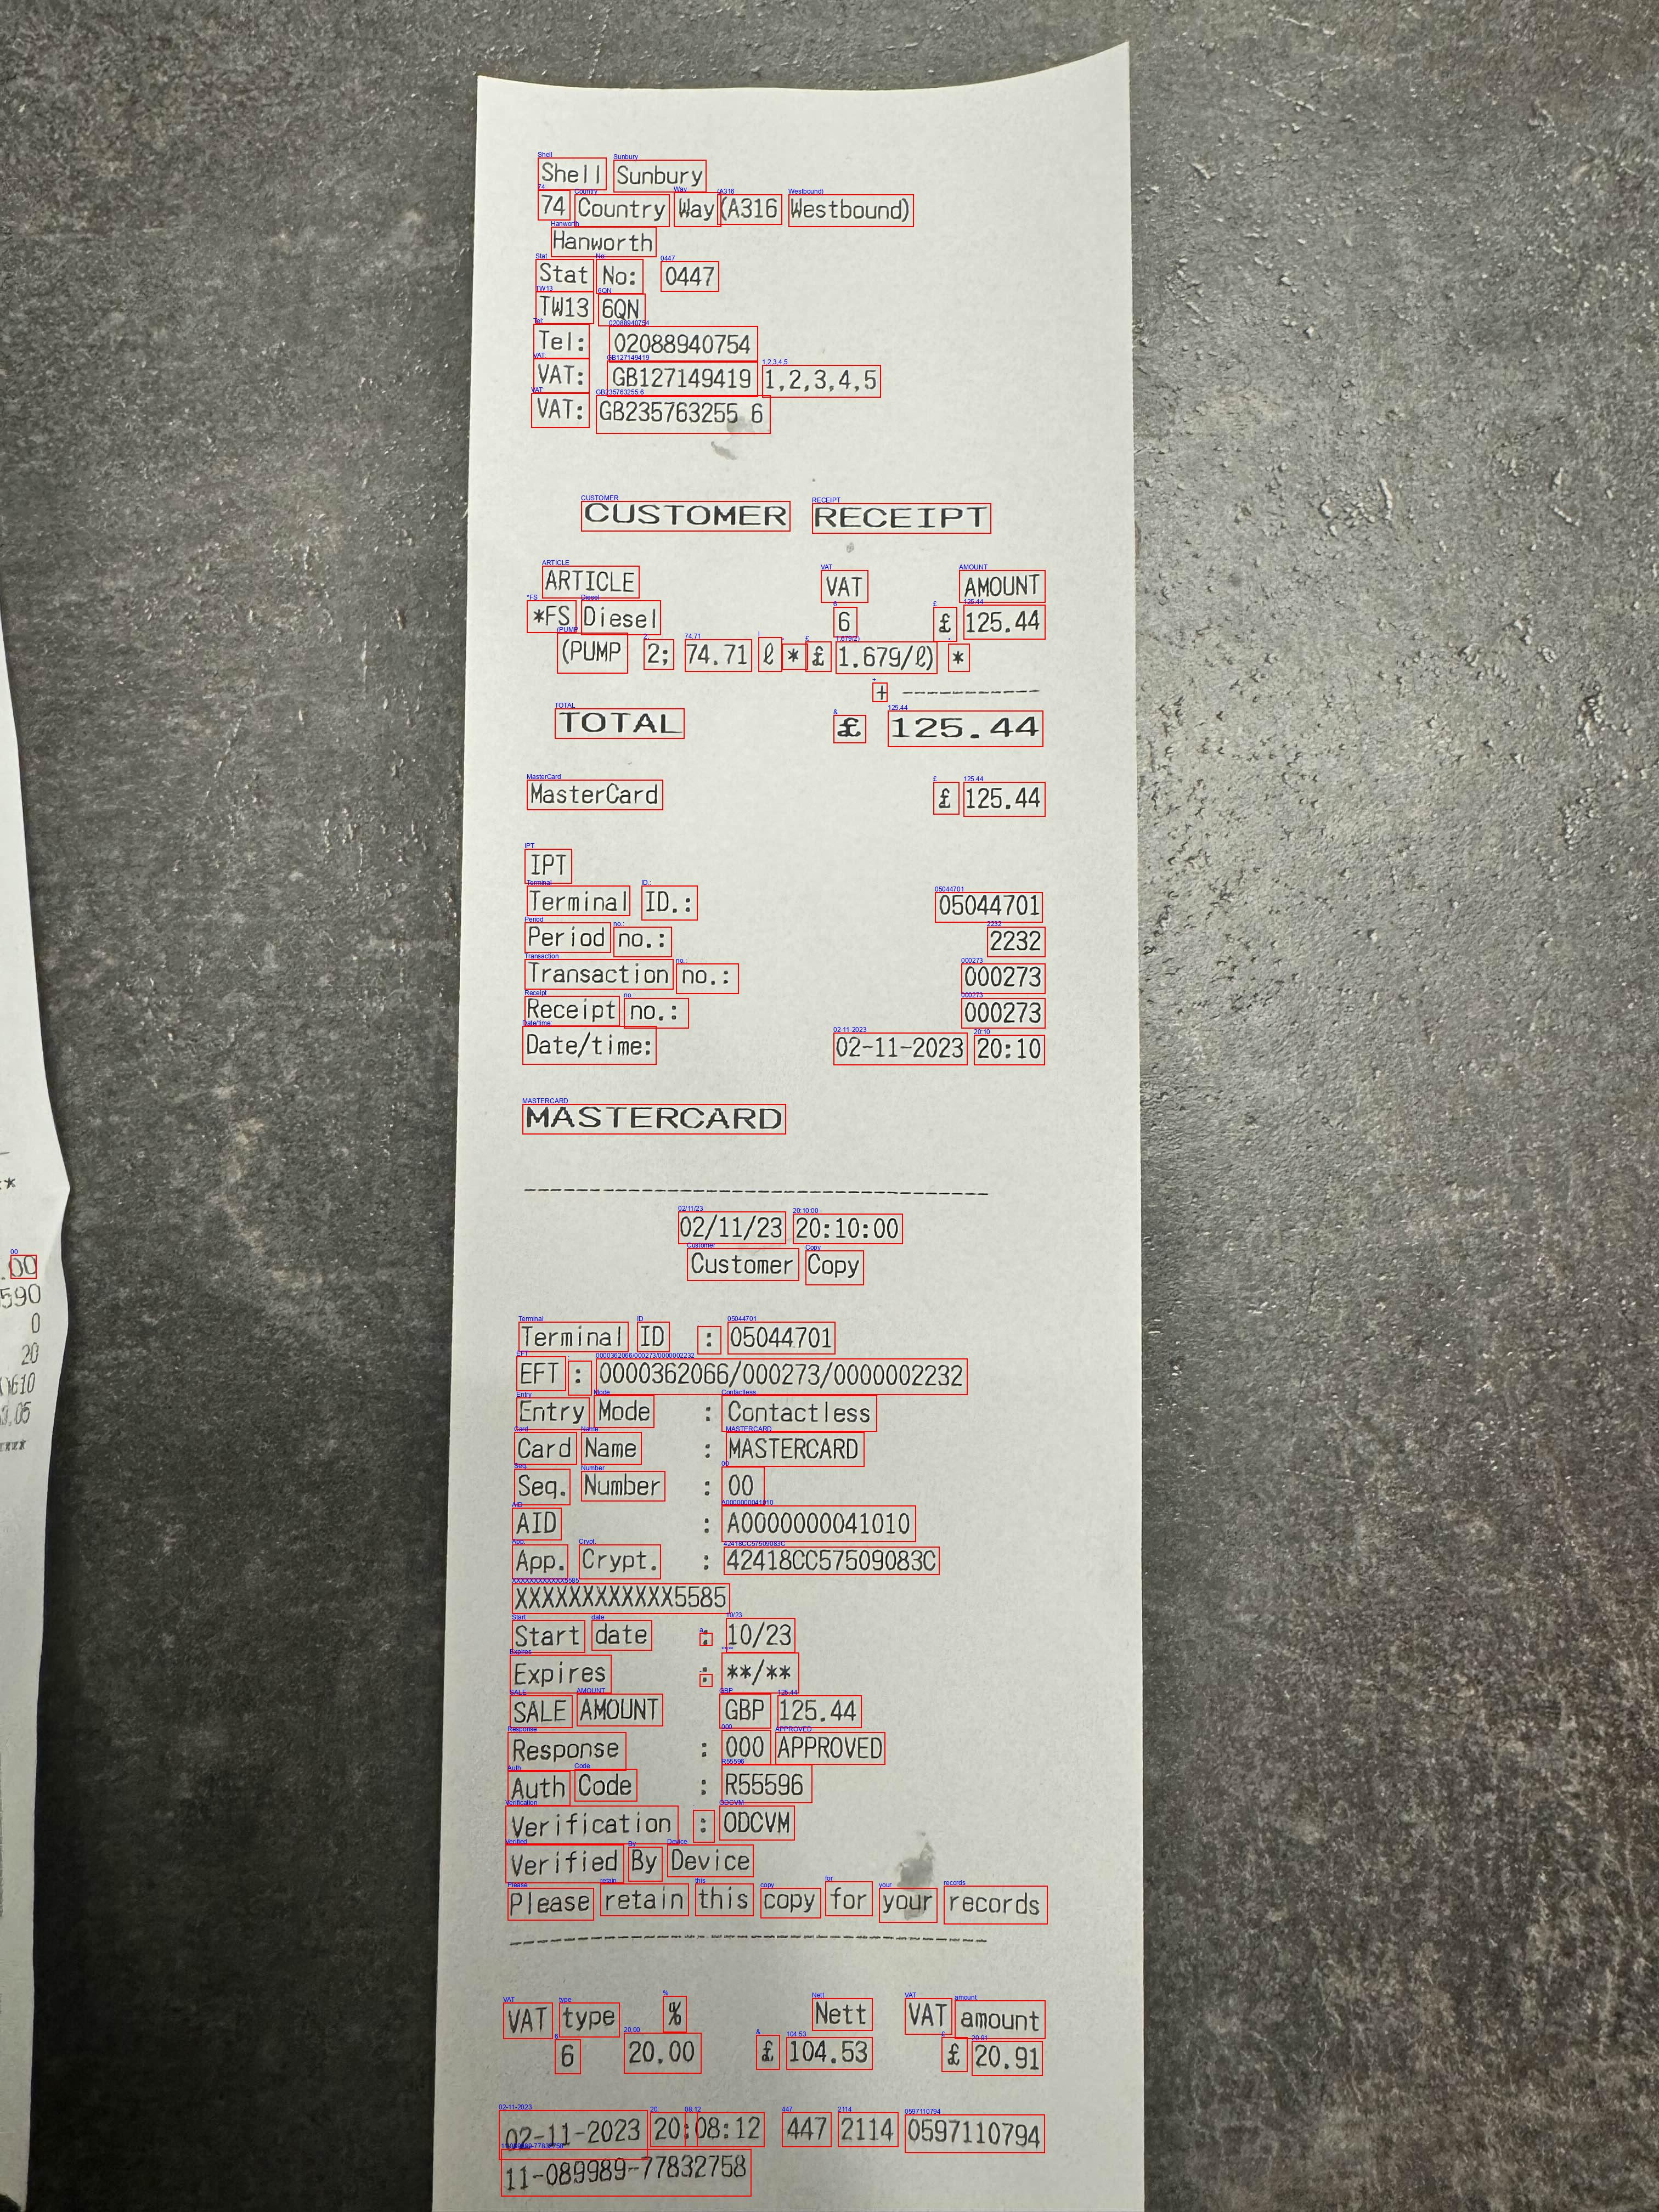 Shell Sunbury
74 Country Way(A316 Westbound)
Hanworth
Stat No: 0447
TW13 6QN
Tel: 02088940754
VAT: GB127149419 1,2,3,4,5
VAT: GB235763255 6
CUSTOMER RECEIPT
ARTICLE VAT AMOUNT
*FS Diesel 6 £ 125.44
(PUMP 2; 74.71 ℓ * £ 1.679/ℓ) *
+ -----------
TOTAL £ 125.44
MasterCard £ 125.44
IPT
Terminal ID.: 05044701
Period no.: 2232
Transaction no.: 000273
Receipt no.: 000273
Date/time: 02-11-2023 20:10
MASTERCARD
02/11/23 20:10:00
Customer Copy
Terminal ID : 05044701
EFT : 0000362066/000273/0000002232
Entry Mode : Contactless
Card Name : MASTERCARD
Seq. Number : 00
AID : A0000000041010
App. Crypt. : 42418CC57509083C
XXXXXXXXXXXX5585
Start date : 10/23
Expires : **/**
SALE AMOUNT GBP 125.44
Response : 000 APPROVED
Auth Code : R55596
Verification : ODCVM
Verified By Device
Please retain this copy for your records
VAT type % Nett VAT amount
6 20.00 £ 104.53 £ 20.91
02-11-2023 20:08:12 447 2114 0597110794
11-089989-77832758
.00
590
0
20